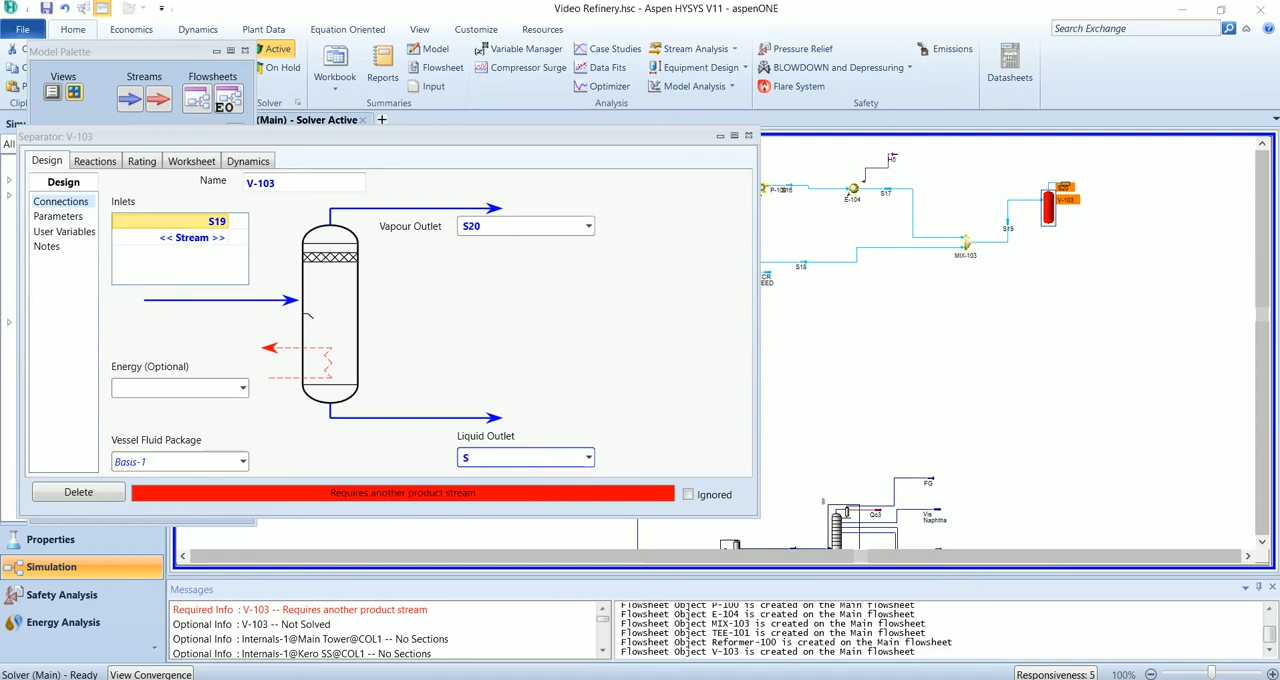 Video Refinery.hsc - Aspen HYSYS V11 - aspenONE
File
Home
Economics
Dynamics
Plant Data
Equation Oriented
View
Customize
Resources
Search Exchange
Model Palette
Views
Streams
Flowsheets
EO
Active
On Hold
Solver
Workbook
Reports
Model
Flowsheet
Input
Summaries
Variable Manager
Compressor Surge
Case Studies
Data Fits
Optimizer
Stream Analysis
Equipment Design
Model Analysis
Analysis
Pressure Relief
BLOWDOWN and Depressuring
Flare System
Safety
Emissions
Datasheets
(Main) - Solver Active
Separator: V-103
Design
Reactions
Rating
Worksheet
Dynamics
Design
Connections
Parameters
User Variables
Notes
Name
V-103
Inlets
S19
<< Stream >>
Vapour Outlet
S20
Energy (Optional)
Vessel Fluid Package
Basis-1
Liquid Outlet
S
Delete
Requires another product stream
Ignored
H5
S16
E-104
S17
S18
MIX-103
S19
S20
V-103
FG
Qo3
Vis
Naphtha
Properties
Simulation
Safety Analysis
Energy Analysis
Messages
Required Info : V-103 -- Requires another product stream
Optional Info : V-103 -- Not Solved
Optional Info : Internals-1@Main Tower@COL1 -- No Sections
Optional Info : Internals-1@Kero SS@COL1 -- No Sections
Flowsheet Object P-100 is created on the Main flowsheet
Flowsheet Object E-104 is created on the Main flowsheet
Flowsheet Object MIX-103 is created on the Main flowsheet
Flowsheet Object TEE-101 is created on the Main flowsheet
Flowsheet Object Reformer-100 is created on the Main flowsheet
Flowsheet Object V-103 is created on the Main flowsheet
Solver (Main) - Ready
View Convergence
Responsiveness: 5
100%